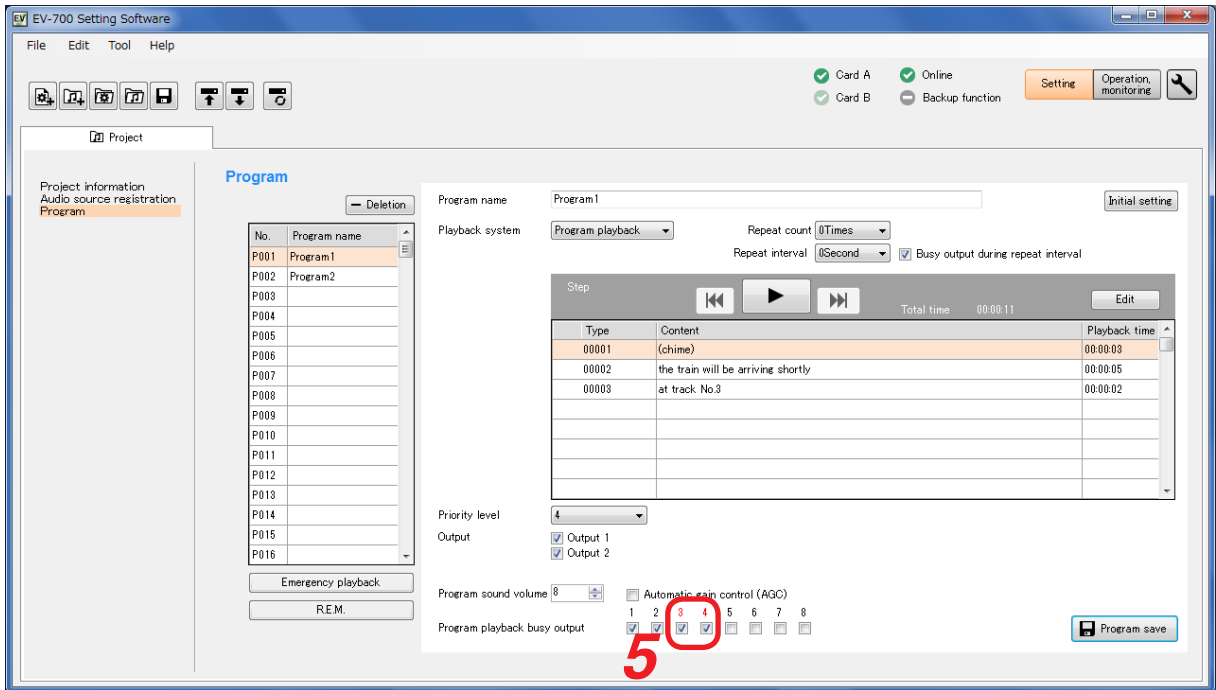 EV EV-700 Setting Software
File Edit Tool Help
Card A Online
Card B Backup function
Setting Operation, monitoring
Project
Project information
Audio source registration
Program
Program
Deletion
No. Program name
P001 Program1
P002 Program2
P003
P004
P005
P006
P007
P008
P009
P010
P011
P012
P013
P014
P015
P016
Emergency playback
R.E.M.
Program name Program1 Initial setting
Playback system Program playback Repeat count 0Times
Repeat interval 0Second Busy output during repeat interval
Step
Total time 00:00:11 Edit
Type Content Playback time
00001 (chime) 00:00:03
00002 the train will be arriving shortly 00:00:05
00003 at track No.3 00:00:02
Priority level 4
Output Output 1
Output 2
Program sound volume 8 Automatic gain control (AGC)
1 2 3 4 5 6 7 8
Program playback busy output
5
Program save